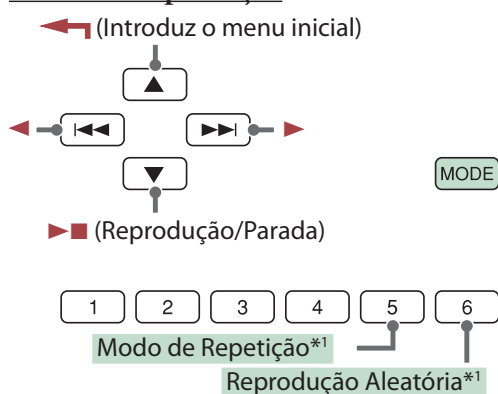 (Introduz o menu inicial)
MODE
(Reprodução/Parada)
1 2 3 4 5 6
Modo de Repetição*1
Reprodução Aleatória*1